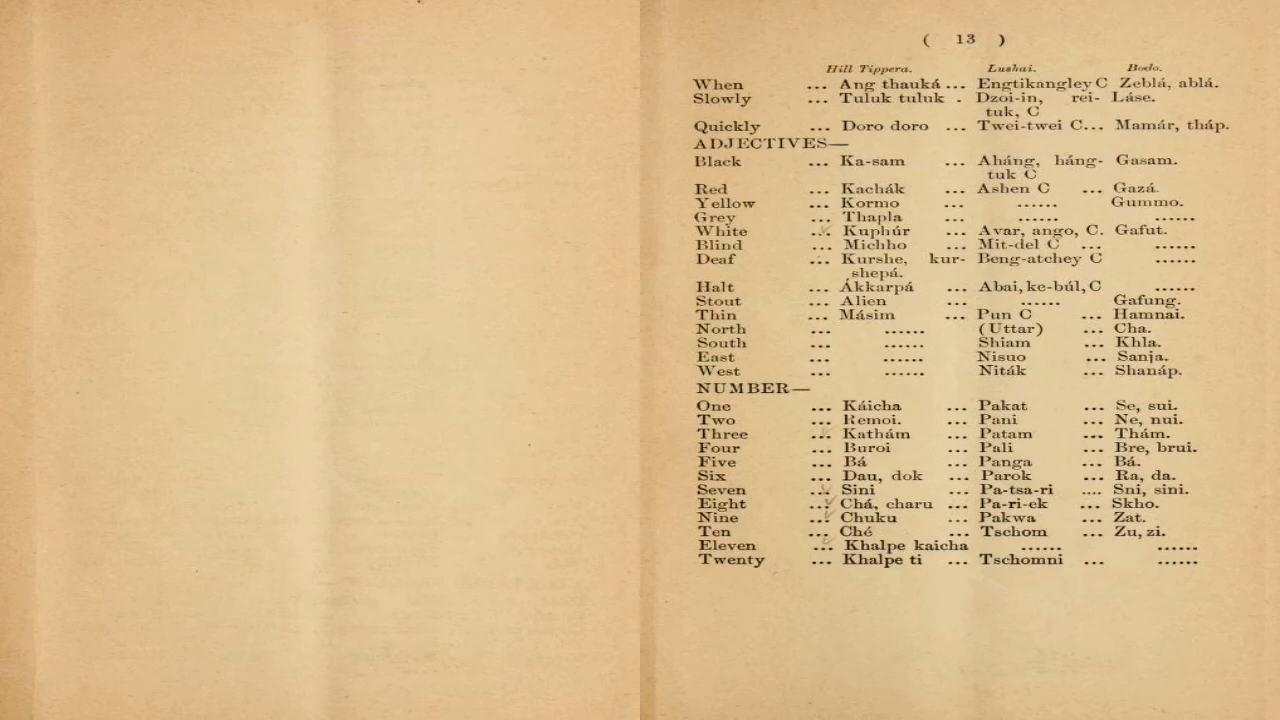 ( 13 )
Hill Tippera. Lushai. Bodo.
When ... Ang thauká ... Engtikangley C Zeblá, ablá.
Slowly ... Tuluk tuluk . Dzoi-in, rei- Láse.
tuk, C
Quickly ... Doro doro ... Twei-twei C... Mamár, tháp.
ADJECTIVES—
Black ... Ka-sam ... Aháng, háng- Gasam.
tuk C
Red ... Kachák ... Ashen C ... Gazá.
Yellow ... Kormo ... ...... Gummo.
Grey ... Thapla ... ...... ......
White ... Kuphúr ... Avar, ango, C. Gafut.
Blind ... Michho ... Mit-del C ... ......
Deaf ... Kurshe, kur- Beng-atchey C ......
shepá.
Halt ... Ákkarpá ... Abai, ke-búl, C ......
Stout ... Alien ... ...... Gafung.
Thin ... Másim ... Pun C ... Hamnai.
North ... ...... (Uttar) ... Cha.
South ... ...... Shiam ... Khla.
East ... ...... Nisuo ... Sanja.
West ... ...... Niták ... Shanáp.
NUMBER—
One ... Káicha ... Pakat ... Se, sui.
Two ... Remoi. ... Pani ... Ne, nui.
Three ... Kathám ... Patam ... Thám.
Four ... Buroi ... Pali ... Bre, brui.
Five ... Bá ... Panga ... Bá.
Six ... Dau, dok ... Parok ... Ra, da.
Seven ... Sini ... Pa-tsa-ri .... Sni, sini.
Eight ... Chá, charu ... Pa-ri-ek ... Skho.
Nine ... Chuku ... Pakwa ... Zat.
Ten ... Ché ... Tschom ... Zu, zi.
Eleven ... Khalpe kaicha ...... ......
Twenty ... Khalpe ti ... Tschomni ... ......